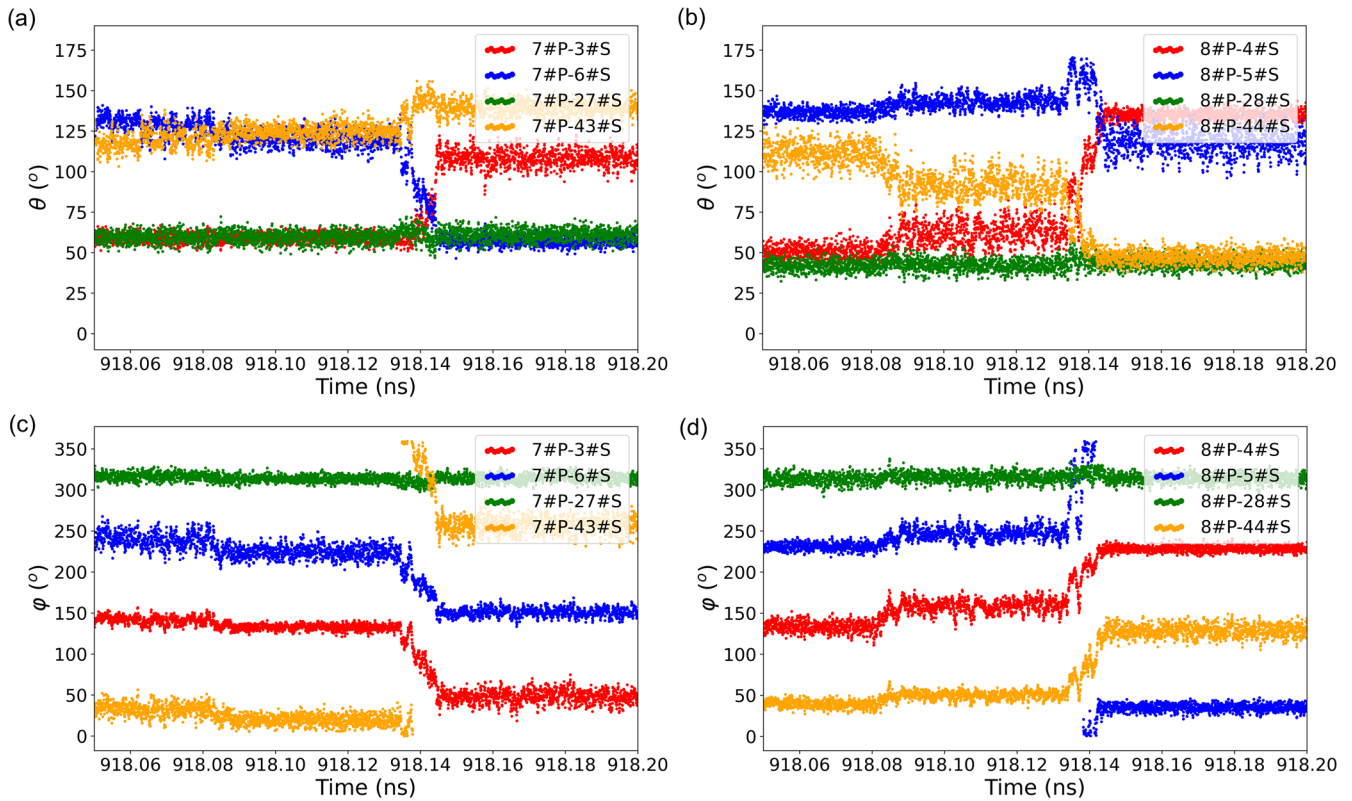 (a)
175
150
125
100
75
50
25
0
θ (°)
7#P-3#S
7#P-6#S
7#P-27#S
7#P-43#S
918.06 918.08 918.10 918.12 918.14 918.16 918.18 918.20
Time (ns)
(b)
175
150
125
100
75
50
25
0
θ (°)
8#P-4#S
8#P-5#S
8#P-28#S
8#P-44#S
918.06 918.08 918.10 918.12 918.14 918.16 918.18 918.20
Time (ns)
(c)
350
300
250
200
150
100
50
0
φ (°)
7#P-3#S
7#P-6#S
7#P-27#S
7#P-43#S
918.06 918.08 918.10 918.12 918.14 918.16 918.18 918.20
Time (ns)
(d)
350
300
250
200
150
100
50
0
φ (°)
8#P-4#S
8#P-5#S
8#P-28#S
8#P-44#S
918.06 918.08 918.10 918.12 918.14 918.16 918.18 918.20
Time (ns)